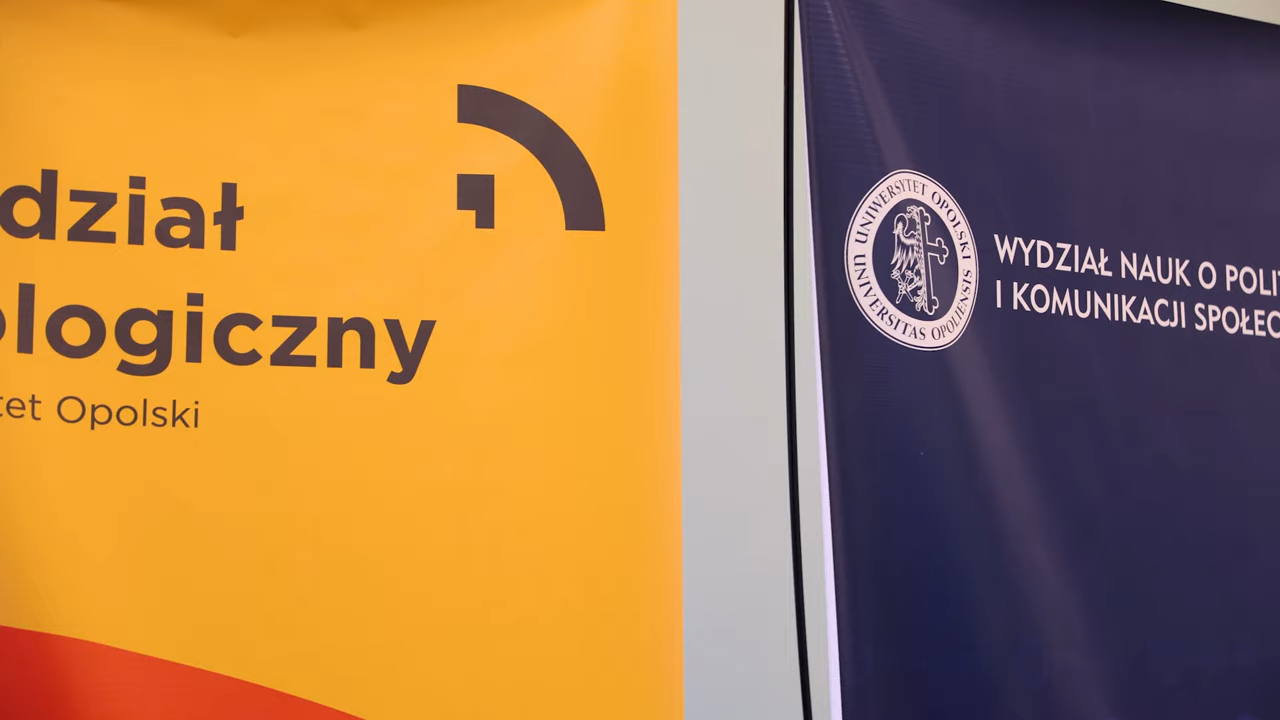 dział
ologiczny
tet Opolski
UNIWERSYTET OPOLSKI
UNIVERSITAS OPOLIENSIS
WYDZIAŁ NAUK O POLIT
I KOMUNIKACJI SPOŁEC